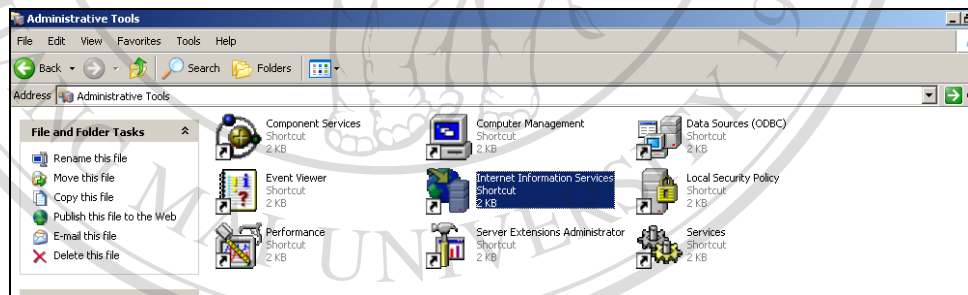 Administrative Tools
File Edit View Favorites Tools Help
Back Search Folders
Address Administrative Tools
File and Folder Tasks
Rename this file
Move this file
Copy this file
Publish this file to the Web
E-mail this file
Delete this file
Component Services
Shortcut
2 KB
Computer Management
Shortcut
2 KB
Data Sources (ODBC)
Shortcut
2 KB
Event Viewer
Shortcut
2 KB
Internet Information Services
Shortcut
2 KB
Local Security Policy
Shortcut
2 KB
Performance
Shortcut
2 KB
Server Extensions Administrator
Shortcut
2 KB
Services
Shortcut
2 KB
MAI UNIVERSITY